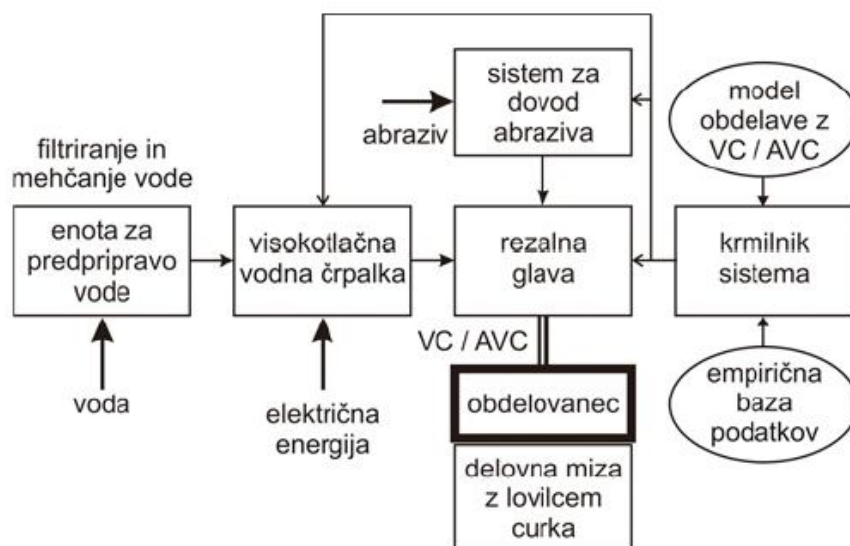 sistem za
dovod
abraziva
abraziv
model
obdelave z
VC / AVC
filtriranje in
mehčanje vode
enota za
predpripravo
vode
visokotlačna
vodna črpalka
rezalna
glava
krmilnik
sistema
VC / AVC
voda
električna
energija
obdelovanec
empirična
baza
podatkov
delovna miza
z lovilcem
curka